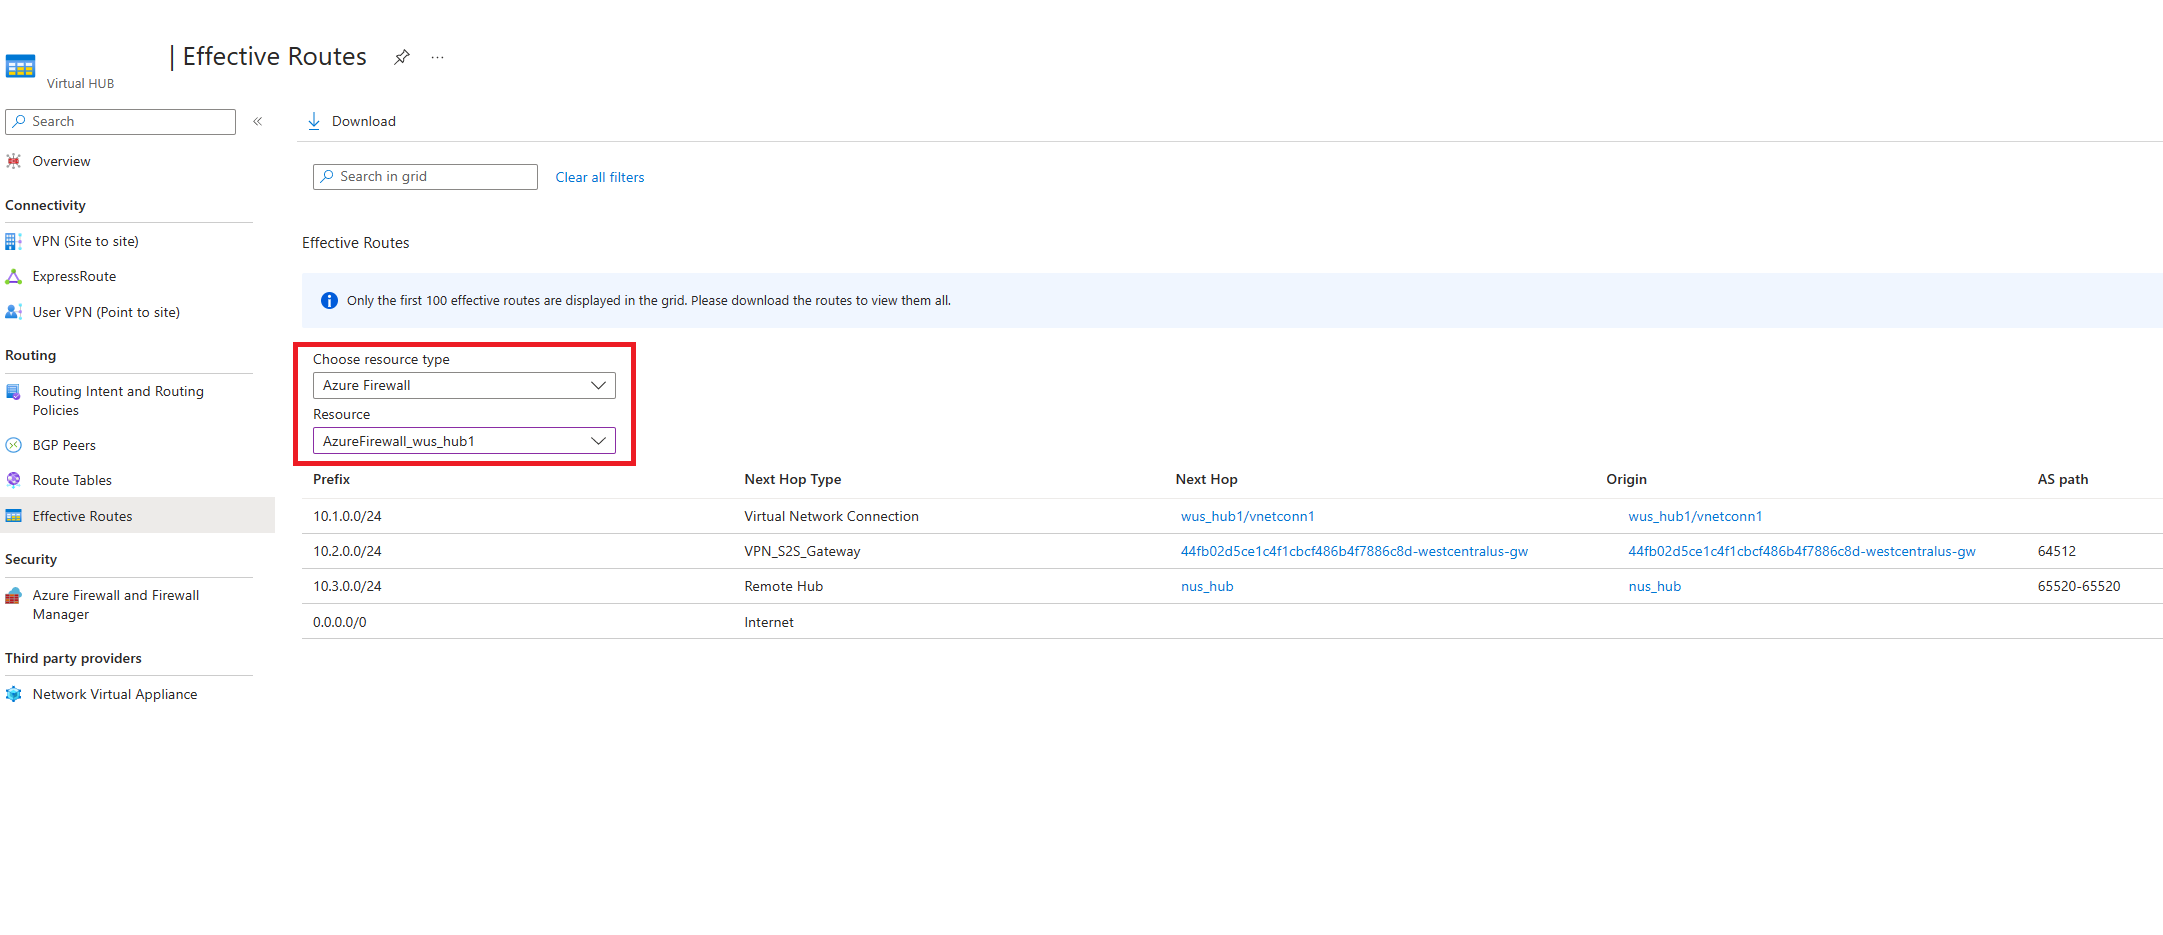 | Effective Routes
...
Virtual HUB
Search
«
Download
Overview
Search in grid
Clear all filters
Connectivity
VPN (Site to site)
Effective Routes
ExpressRoute
Only the first 100 effective routes are displayed in the grid. Please download the routes to view them all.
User VPN (Point to site)
Routing
Choose resource type
Azure Firewall
Routing Intent and Routing
Policies
Resource
AzureFirewall_wus_hub1
BGP Peers
Route Tables
Effective Routes
Prefix Next Hop Type Next Hop Origin AS path
10.1.0.0/24 Virtual Network Connection wus_hub1/vnetconn1 wus_hub1/vnetconn1
10.2.0.0/24 VPN_S2S_Gateway 44fb02d5ce1c4f1cbcf486b4f7886c8d-westcentralus-gw 44fb02d5ce1c4f1cbcf486b4f7886c8d-westcentralus-gw 64512
10.3.0.0/24 Remote Hub nus_hub nus_hub 65520-65520
0.0.0.0/0 Internet
Security
Azure Firewall and Firewall
Manager
Third party providers
Network Virtual Appliance